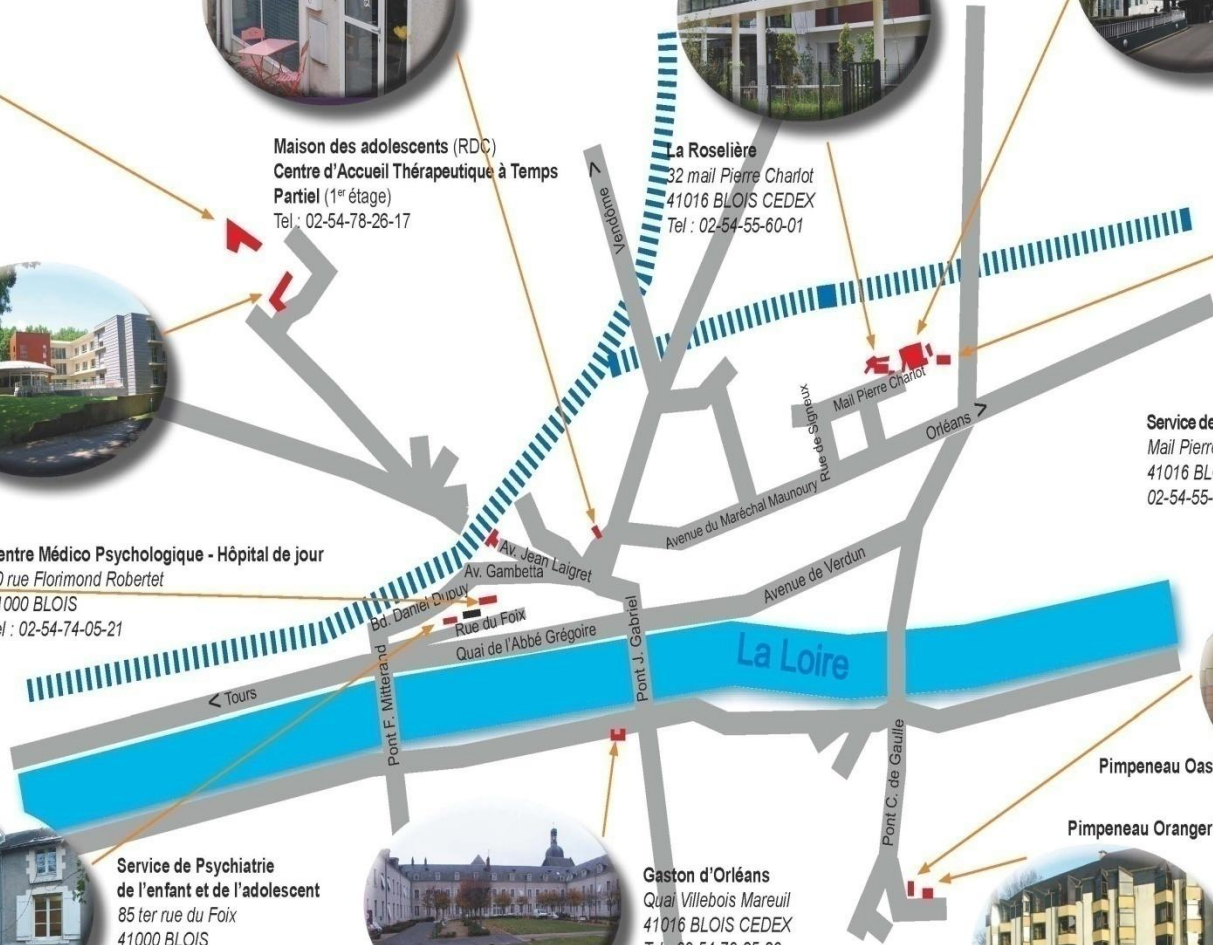 Maison des adolescents (RDC)
Centre d'Accueil Thérapeutique à Temps
Partiel (1er étage)
Tel : 02-54-78-26-17
La Roselière
32 mail Pierre Charlot
41016 BLOIS CEDEX
Tel : 02-54-55-60-01
Vendôme >
Mail Pierre Charlot
Rue de Signeux
Orléans >
Avenue du Maréchal Maunoury
Service de
Mail Pierre
41016 BL
02-54-55-
entre Médico Psychologique - Hôpital de jour
0 rue Florimond Robertet
1000 BLOIS
el : 02-54-74-05-21
Av. Jean Laigret
Av. Gambetta
Bd. Daniel Dupuy
Rue du Foix
Quai de l'Abbé Grégoire
Avenue de Verdun
< Tours
Pont F. Mitterand
Pont J. Gabriel
La Loire
Pont C. de Gaulle
Pimpeneau Oas
Pimpeneau Oranger
Service de Psychiatrie
de l'enfant et de l'adolescent
85 ter rue du Foix
41000 BLOIS
Gaston d'Orléans
Quai Villebois Mareuil
41016 BLOIS CEDEX